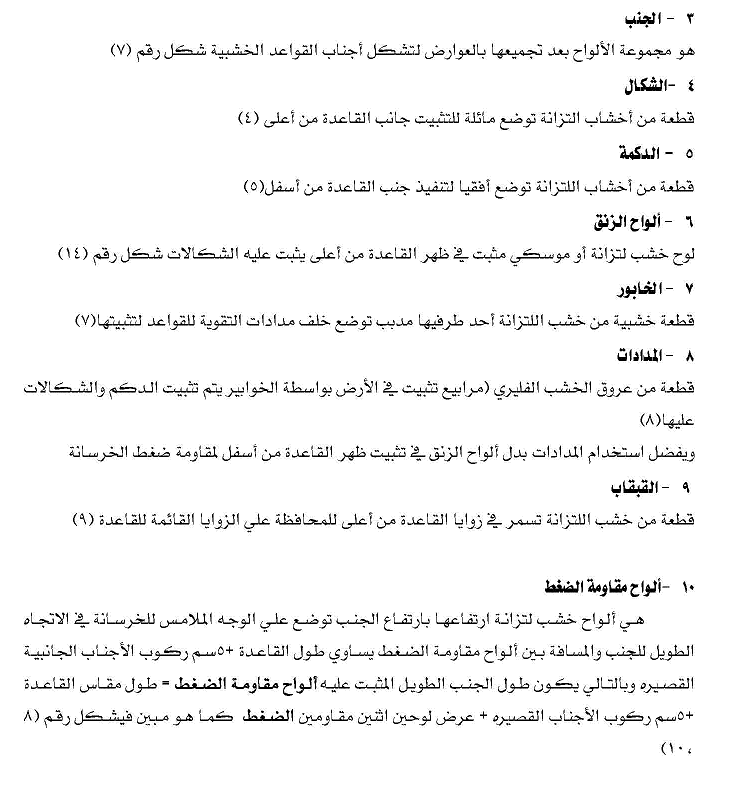 ٣ - الجنب
هو مجموعة الألواح بعد تجميعها بالعوارض لتشكل أجناب القواعد الخشبية شكل رقم (٧)
٤ -الشكال
قطعة من أخشاب التزانة توضع مائلة للتثبيت جانب القاعدة من أعلى (٤)
٥ - الدكمة
قطعة من أخشاب اللتزانة توضع أفقيا لتنفيذ جنب القاعدة من أسفل(٥)
٦ - ألواح الزنق
لوح خشب لتزانة أو موسكي مثبت في ظهر القاعدة من أعلى يثبت عليه الشكالات شكل رقم (١٤)
٧ - الخابور
قطعة خشبية من خشب اللتزانة أحد طرفيها مدبب توضع خلف مدادات التقوية للقواعد لتثبيتها(٧)
٨ - المدادات
قطعة من عروق الخشب الفليري (مرابيع تثبيت في الأرض بواسطة الخوابير يتم تثبيت الدكم والشكالات
عليها(٨)
ويفضل استخدام المدادات بدل ألواح الزنق في تثبيت ظهر القاعدة من أسفل لمقاومة ضغط الخرسانة
٩ - القبقاب
قطعة من خشب اللتزانة تسمر في زوايا القاعدة من أعلى للمحافظة علي الزوايا القائمة للقاعدة (٩)
١٠ -ألواح مقاومة الضغط
هي ألواح خشب لتزانة ارتفاعها بارتفاع الجنب توضع علي الوجه الملامس للخرسانة في الاتجاه
الطويل للجنب والمسافة بين ألواح مقاومة الضغط يساوي طول القاعدة +٥سم ركوب الأجناب الجانبية
القصيره وبالتالي يكون طول الجنب الطويل المثبت عليه ألواح مقاومة الضغط = طول مقاس القاعدة
+٥سم ركوب الأجناب القصيره + عرض لوحين اثنين مقاومين الضغط كما هو مبين فيشكل رقم (٨
،١٠)